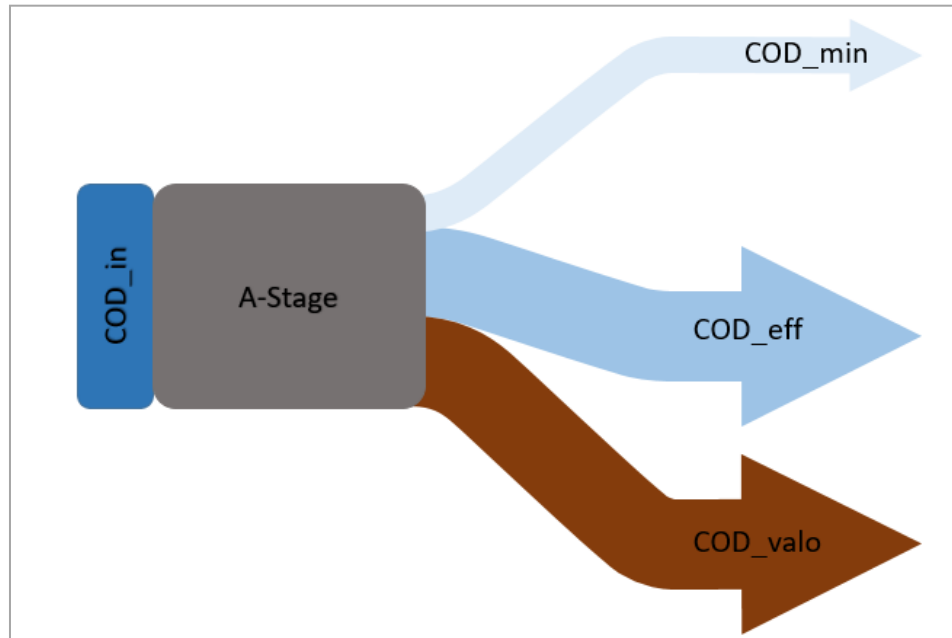 COD_min
COD_in
A-Stage
COD_eff
COD_valo